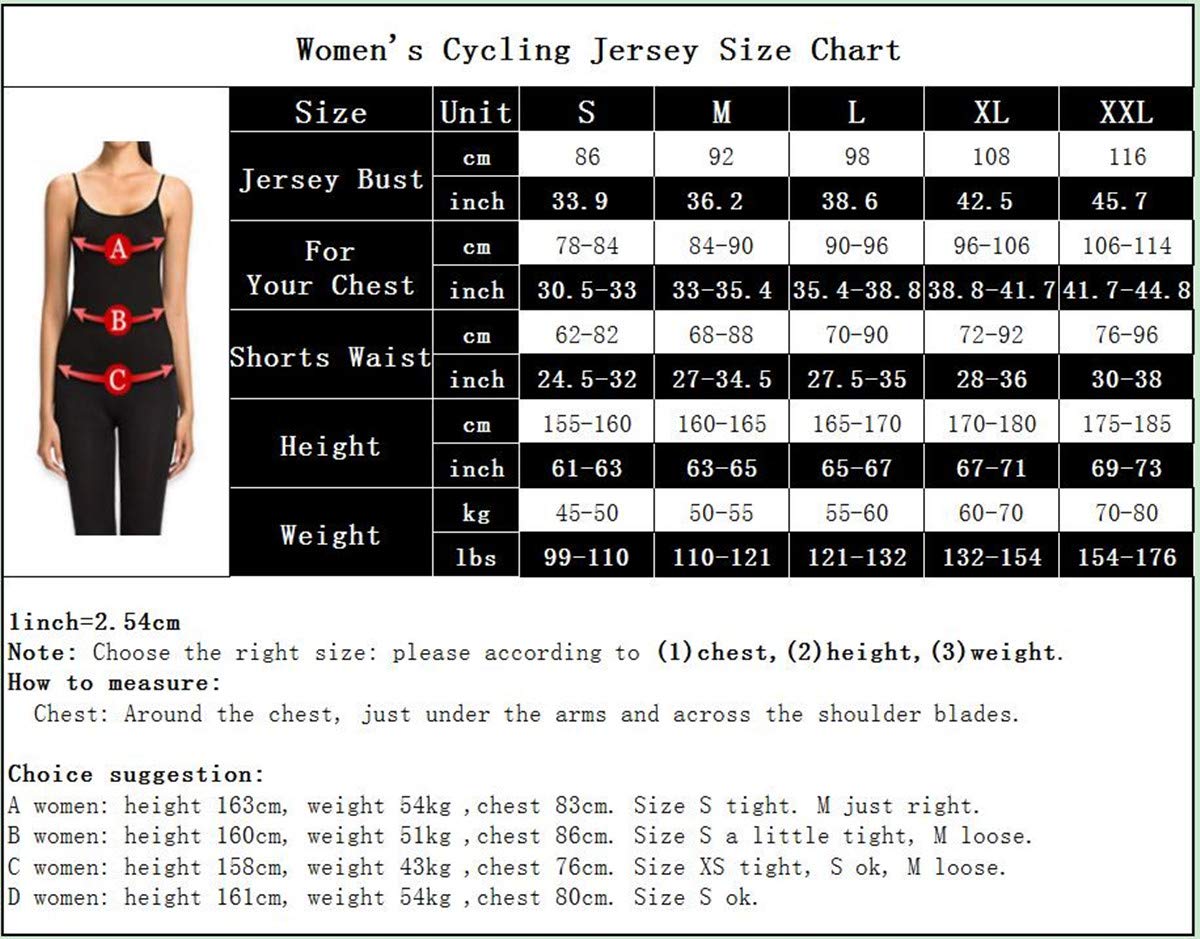 Women's Cycling Jersey Size Chart
Size Unit S M L XL XXL
Jersey Bust cm 86 92 98 108 116
inch 33.9 36.2 38.6 42.5 45.7
For Your Chest cm 78-84 84-90 90-96 96-106 106-114
inch 30.5-33 33-35.4 35.4-38.8 38.8-41.7 41.7-44.8
Shorts Waist cm 62-82 68-88 70-90 72-92 76-96
inch 24.5-32 27-34.5 27.5-35 28-36 30-38
Height cm 155-160 160-165 165-170 170-180 175-185
inch 61-63 63-65 65-67 67-71 69-73
Weight kg 45-50 50-55 55-60 60-70 70-80
lbs 99-110 110-121 121-132 132-154 154-176
A
B
C
1inch=2.54cm
Note: Choose the right size: please according to (1)chest,(2)height,(3)weight.
How to measure:
Chest: Around the chest, just under the arms and across the shoulder blades.
Choice suggestion:
A women: height 163cm, weight 54kg ,chest 83cm. Size S tight. M just right.
B women: height 160cm, weight 51kg ,chest 86cm. Size S a little tight, M loose.
C women: height 158cm, weight 43kg ,chest 76cm. Size XS tight, S ok, M loose.
D women: height 161cm, weight 54kg ,chest 80cm. Size S ok.